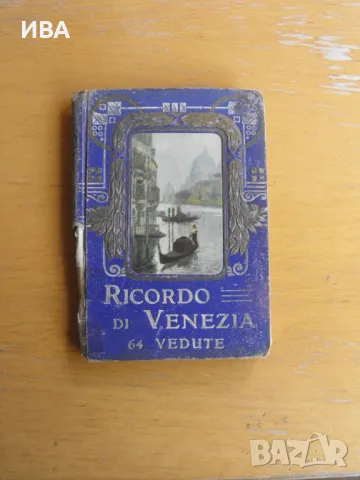 ИВА
RICORDO
DI VENEZIA
64 VEDUTE
BAZAR